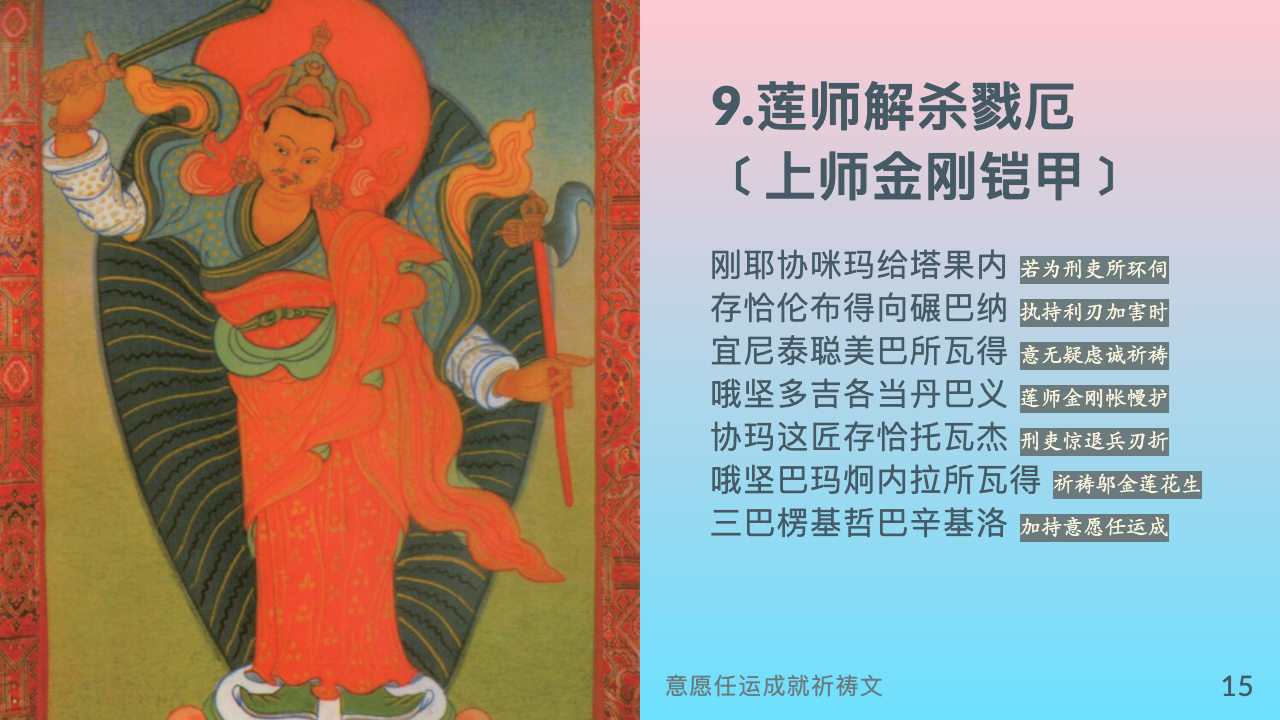 9.莲师解杀戮厄
﹝上师金刚铠甲﹞
刚耶协咪玛给塔果内 若为刑吏所环伺
存恰伦布得向碾巴纳 执持利刃加害时
宜尼泰聪美巴所瓦得 意无疑虑诚祈祷
哦坚多吉各当丹巴义 莲师金刚帐慢护
协玛这匠存恰托瓦杰 刑吏惊退兵刃折
哦坚巴玛炯内拉所瓦得 祈祷邬金莲花生
三巴楞基哲巴辛基洛 加持意愿任运成
意愿任运成就祈祷文
15